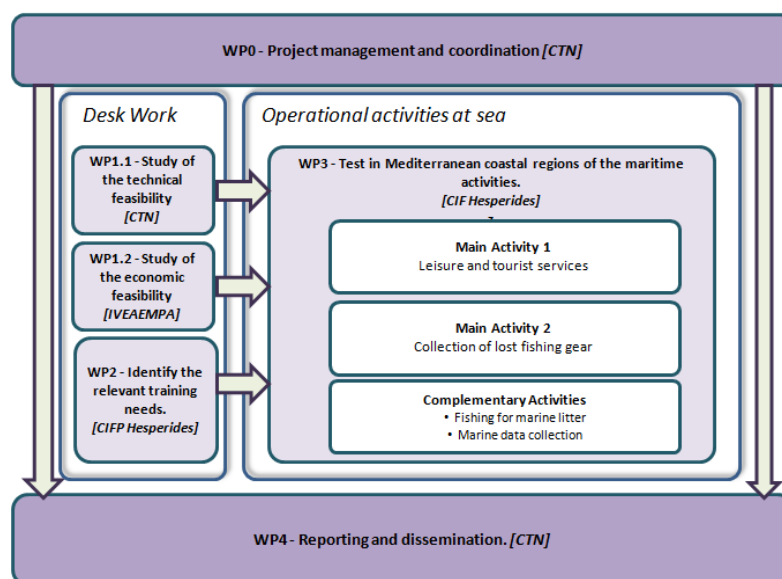 WP0 - Project management and coordination [CTN]
Desk Work
WP1.1 - Study of
the technical
feasibility
[CTN]
WP1.2 - Study of
the economic
feasibility
[IVEAEMPA]
WP2 - Identify the
relevant training
needs.
[CIFP Hesperides]
Operational activities at sea
WP3 - Test in Mediterranean coastal regions of the maritime
activities.
[CIF Hesperides]
Main Activity 1
Leisure and tourist services
Main Activity 2
Collection of lost fishing gear
Complementary Activities
• Fishing for marine litter
• Marine data collection
WP4 - Reporting and dissemination. [CTN]